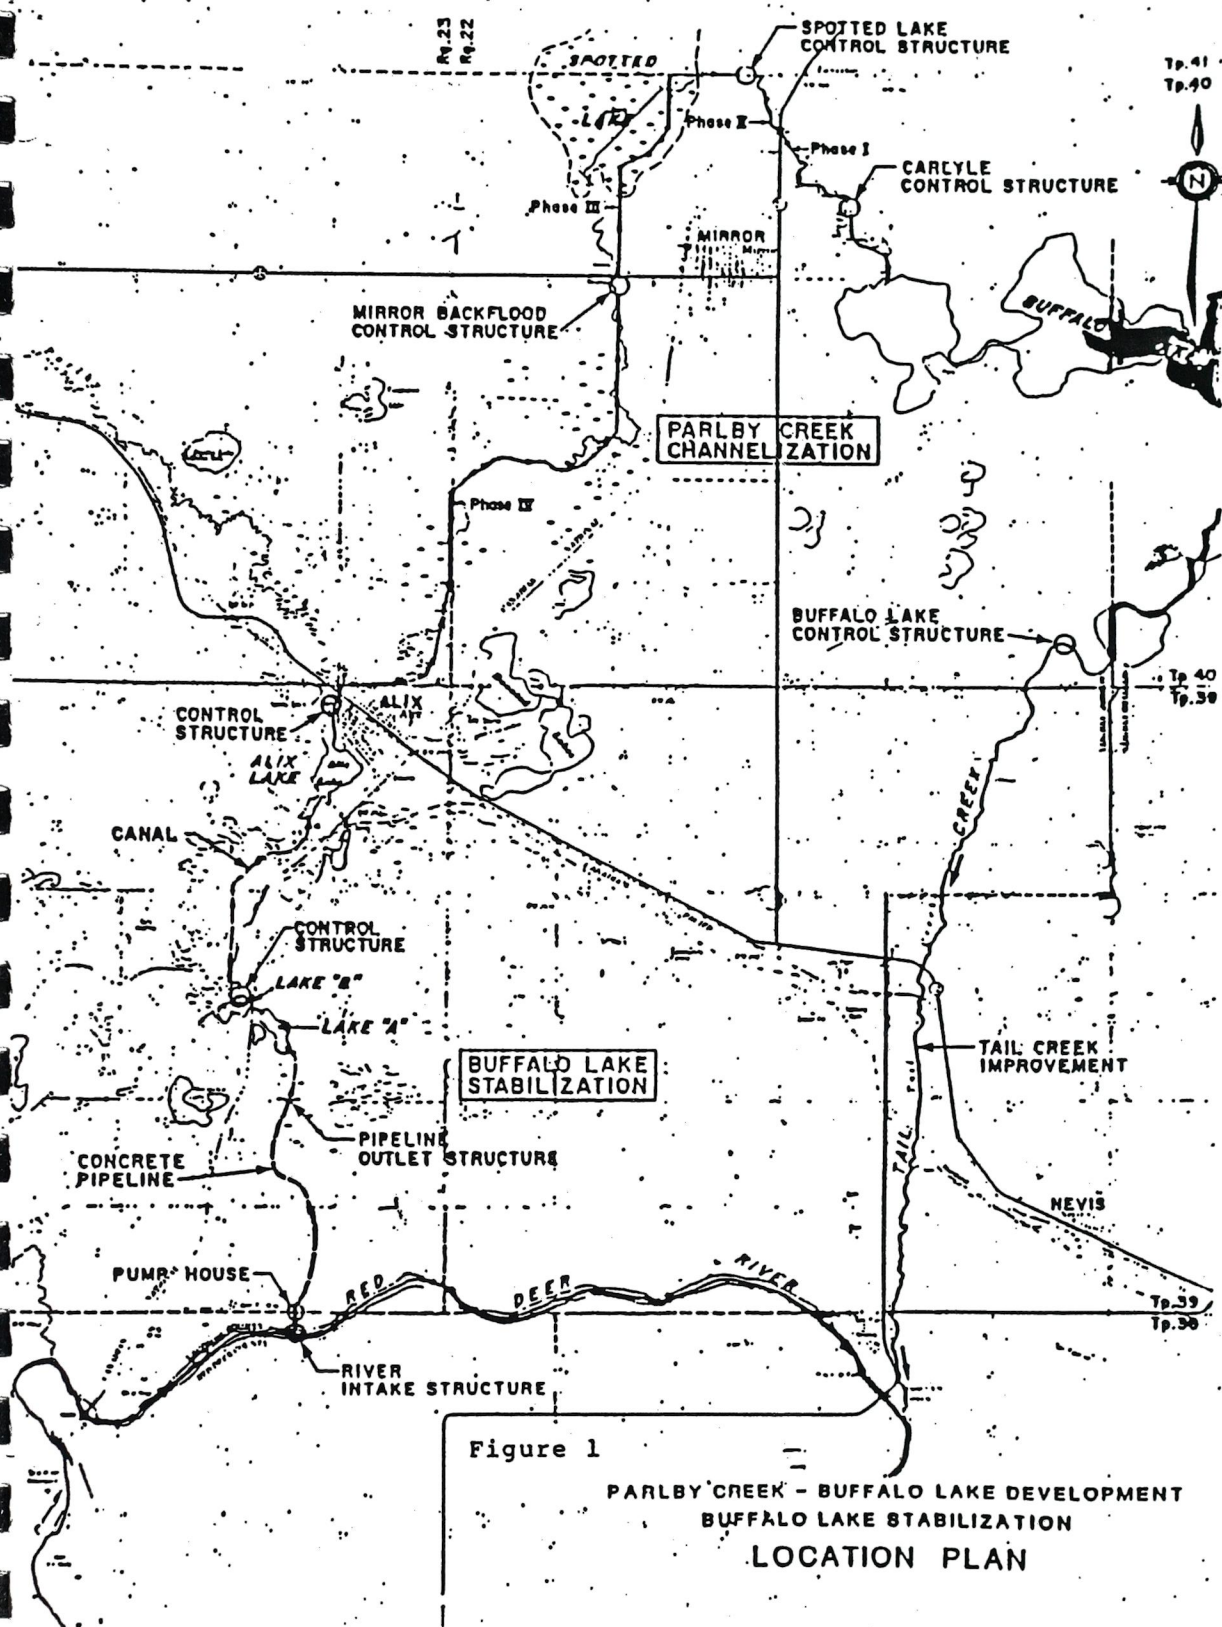 Rg.23
Rg.22
SPOTTED LAKE
CONTROL STRUCTURE
Tp.41
Tp.40
SPOTTED
LAKE
Phase II
Phase I
CARLYLE
CONTROL STRUCTURE
N
Phase III
MIRROR
MIRROR BACKFLOOD
CONTROL STRUCTURE
BUFFALO
PARLBY CREEK
CHANNELIZATION
Phase IV
BUFFALO LAKE
CONTROL STRUCTURE
Tp 40
Tp.39
CONTROL
STRUCTURE
ALIX
ALIX
LAKE
CREEK
CANAL
CONTROL
STRUCTURE
LAKE "B"
LAKE "A"
TAIL CREEK
IMPROVEMENT
BUFFALO LAKE
STABILIZATION
PIPELINE
OUTLET STRUCTURE
CONCRETE
PIPELINE
TAIL
NEVIS
PUMP HOUSE
RED DEER RIVER
Tp.39
Tp.38
RIVER
INTAKE STRUCTURE
Figure 1
PARLBY CREEK - BUFFALO LAKE DEVELOPMENT
BUFFALO LAKE STABILIZATION
LOCATION PLAN